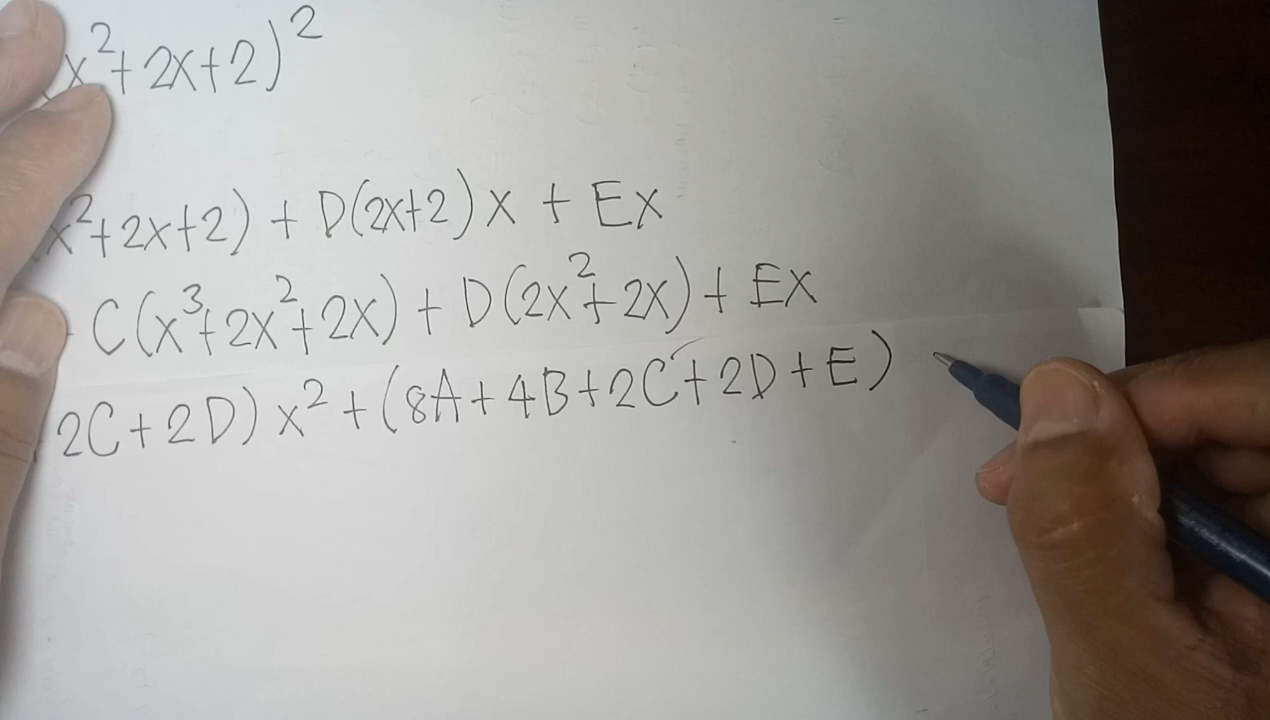 x²+2x+2)²
x²+2x+2) + D(2x+2)x + Ex
C(x³+2x²+2x) + D(2x²+2x) + Ex
2C+2D)x² + (8A+4B+2C+2D+E)